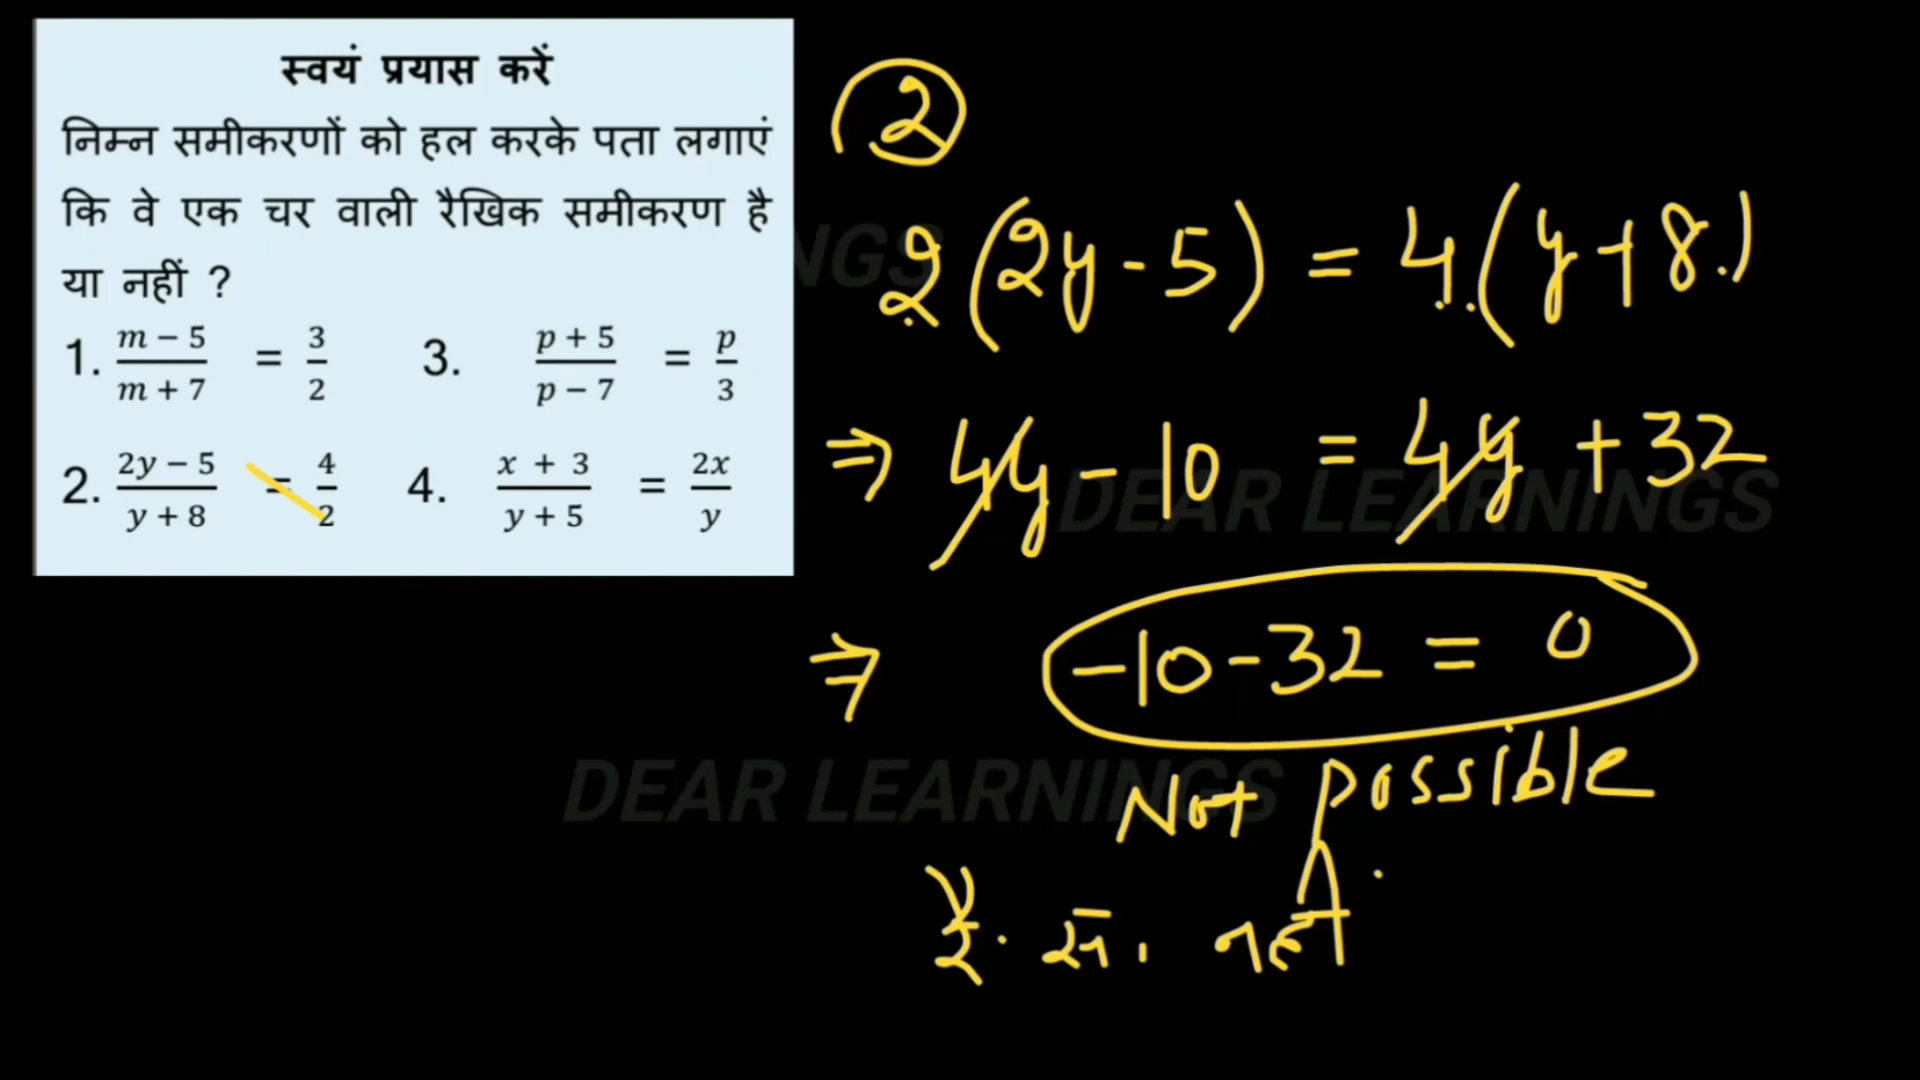 स्वयं प्रयास करें
निम्न समीकरणों को हल करके पता लगाएं
कि वे एक चर वाली रैखिक समीकरण है
या नहीं ?
1. (m − 5)/(m + 7) = 3/2 3. (p + 5)/(p − 7) = p/3
2. (2y − 5)/(y + 8) = 4/2 4. (x + 3)/(y + 5) = 2x/y
2
2(2y - 5) = 4.(y + 8)
⇒ 4y - 10 = 4y + 32
⇒ -10 - 32 = 0
Not possible
रै. स. नहीं
DEAR LEARNINGS
DEAR LEARNINGS
NGS